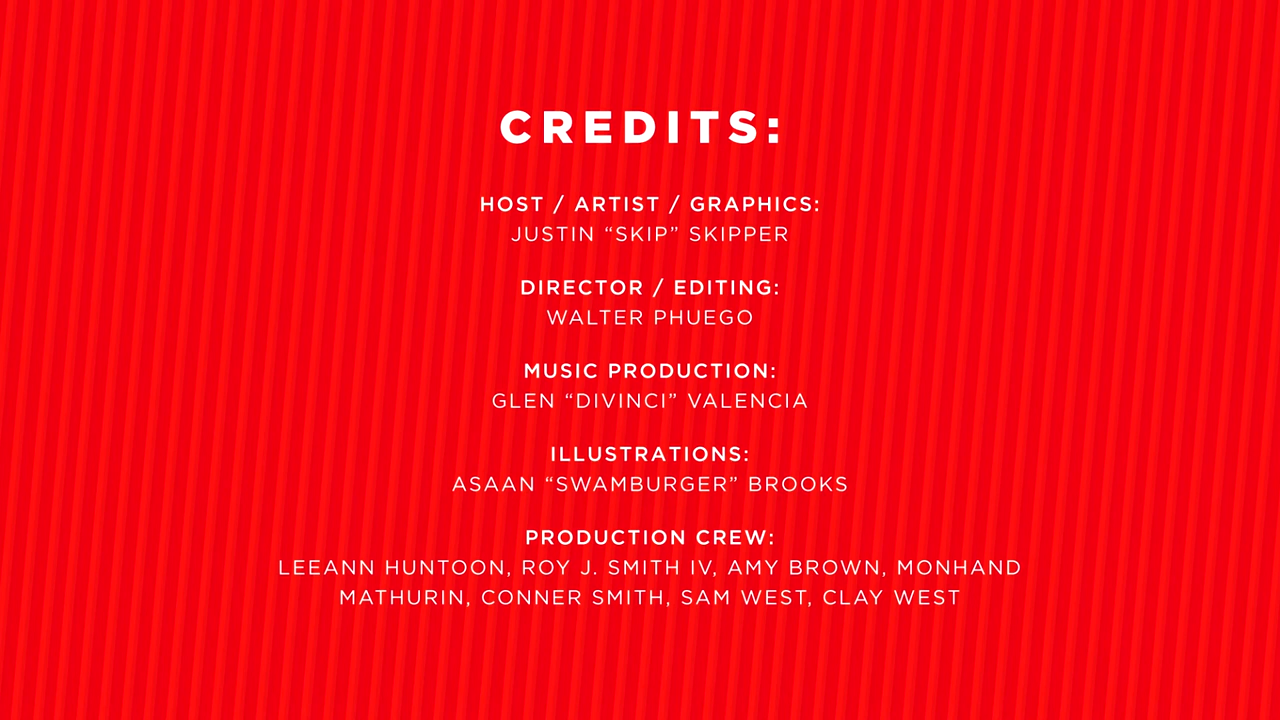 CREDITS:
HOST / ARTIST / GRAPHICS:
JUSTIN “SKIP” SKIPPER
DIRECTOR / EDITING:
WALTER PHUEGO
MUSIC PRODUCTION:
GLEN “DIVINCI” VALENCIA
ILLUSTRATIONS:
ASAAN “SWAMBURGER” BROOKS
PRODUCTION CREW:
LEEANN HUNTOON, ROY J. SMITH IV, AMY BROWN, MONHAND
MATHURIN, CONNER SMITH, SAM WEST, CLAY WEST